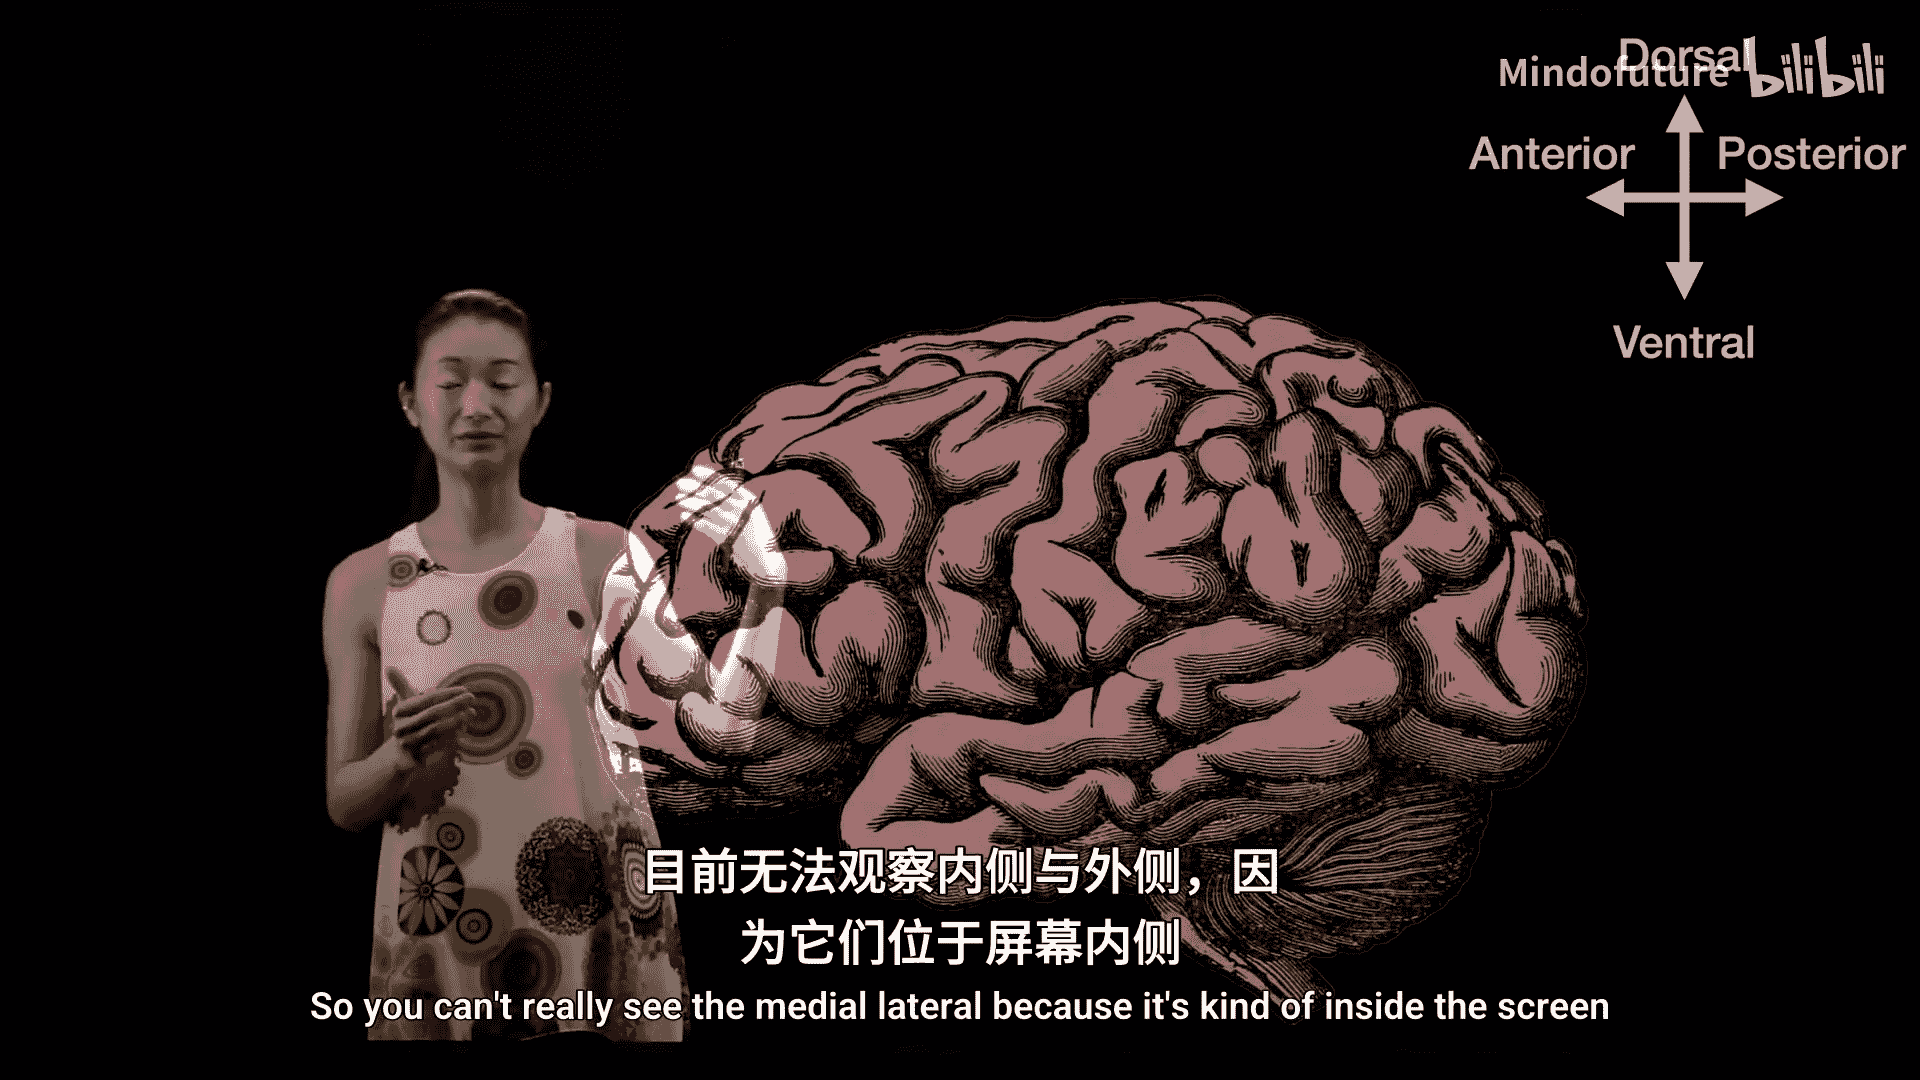 Dorsal
Mindofuture bilibili
Anterior Posterior
Ventral
目前无法观察内侧与外侧，因
为它们位于屏幕内侧
So you can't really see the medial lateral because it's kind of inside the screen